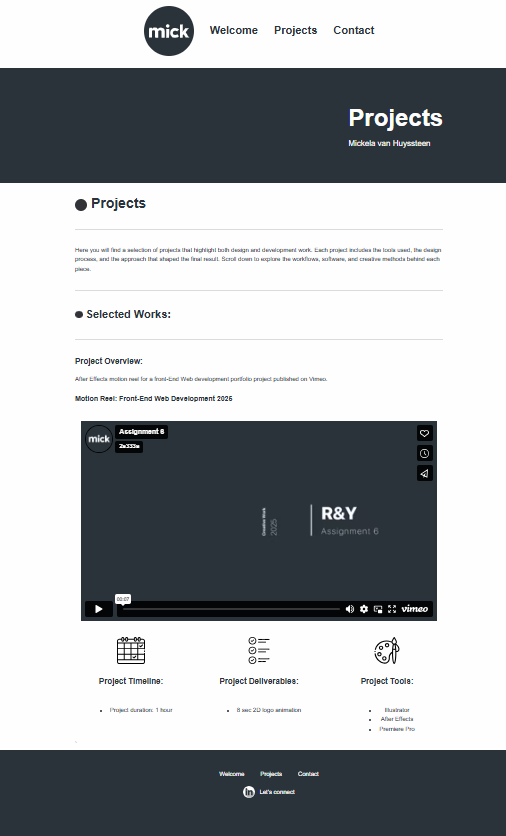 mick
Welcome Projects Contact
Projects
Mickela van Huyssteen
Projects
Here you will find a selection of projects that highlight both design and development work. Each project includes the tools used, the design
process, and the approach that shaped the final result. Scroll down to explore the workflows, software, and creative methods behind each
piece.
Selected Works:
Project Overview:
After Effects motion reel for a front-End Web development portfolio project published on Vimeo.
Motion Reel: Front-End Web Development 2025
mick
Assignment 6
2a333a
Creative Work
2025
R&Y
Assignment 6
00:07
vimeo
Project Timeline:
Project Deliverables:
Project Tools:
• Project duration: 1 hour
• 8 sec 2D logo animation
• Illustrator
• After Effects
• Premiere Pro
Welcome Projects Contact
in Let's connect